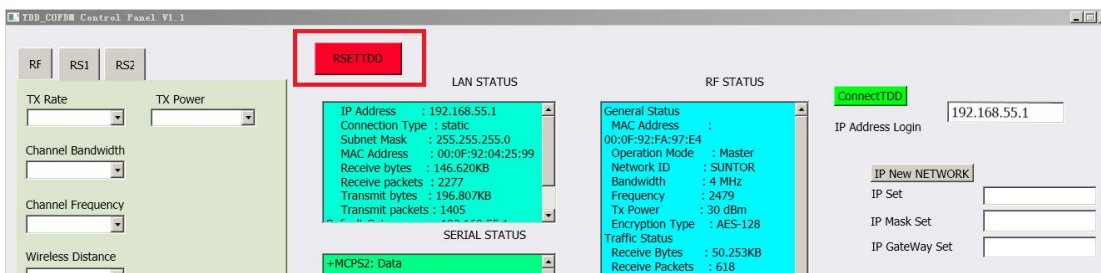 TDD_COFDM Control Panel V1.1
RF
RS1
RS2
RSETTDD
TX Rate
TX Power
Channel Bandwidth
Channel Frequency
Wireless Distance
LAN STATUS
IP Address : 192.168.55.1
Connection Type : static
Subnet Mask : 255.255.255.0
MAC Address : 00:0F:92:04:25:99
Receive bytes : 146.620KB
Receive packets : 2277
Transmit bytes : 196.807KB
Transmit packets : 1405
SERIAL STATUS
+MCPS2: Data
RF STATUS
General Status
MAC Address :
00:0F:92:FA:97:E4
Operation Mode : Master
Network ID : SUNTOR
Bandwidth : 4 MHz
Frequency : 2479
Tx Power : 30 dBm
Encryption Type : AES-128
Traffic Status
Receive Bytes : 50.253KB
Receive Packets : 618
ConnectTDD
192.168.55.1
IP Address Login
IP New NETWORK
IP Set
IP Mask Set
IP GateWay Set